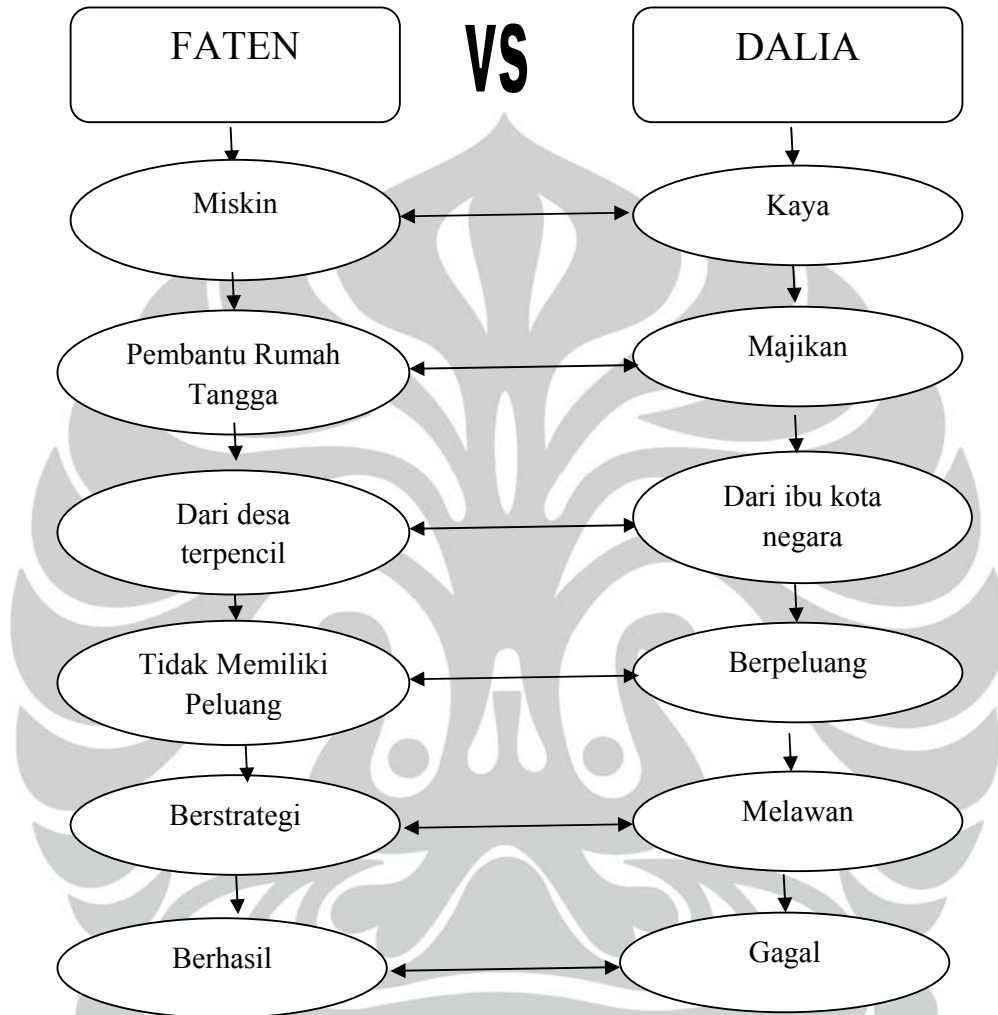 FATEN
VS
DALIA
Miskin
Kaya
Pembantu Rumah
Tangga
Majikan
Dari desa
terpencil
Dari ibu kota
negara
Tidak Memiliki
Peluang
Berpeluang
Berstrategi
Melawan
Berhasil
Gagal